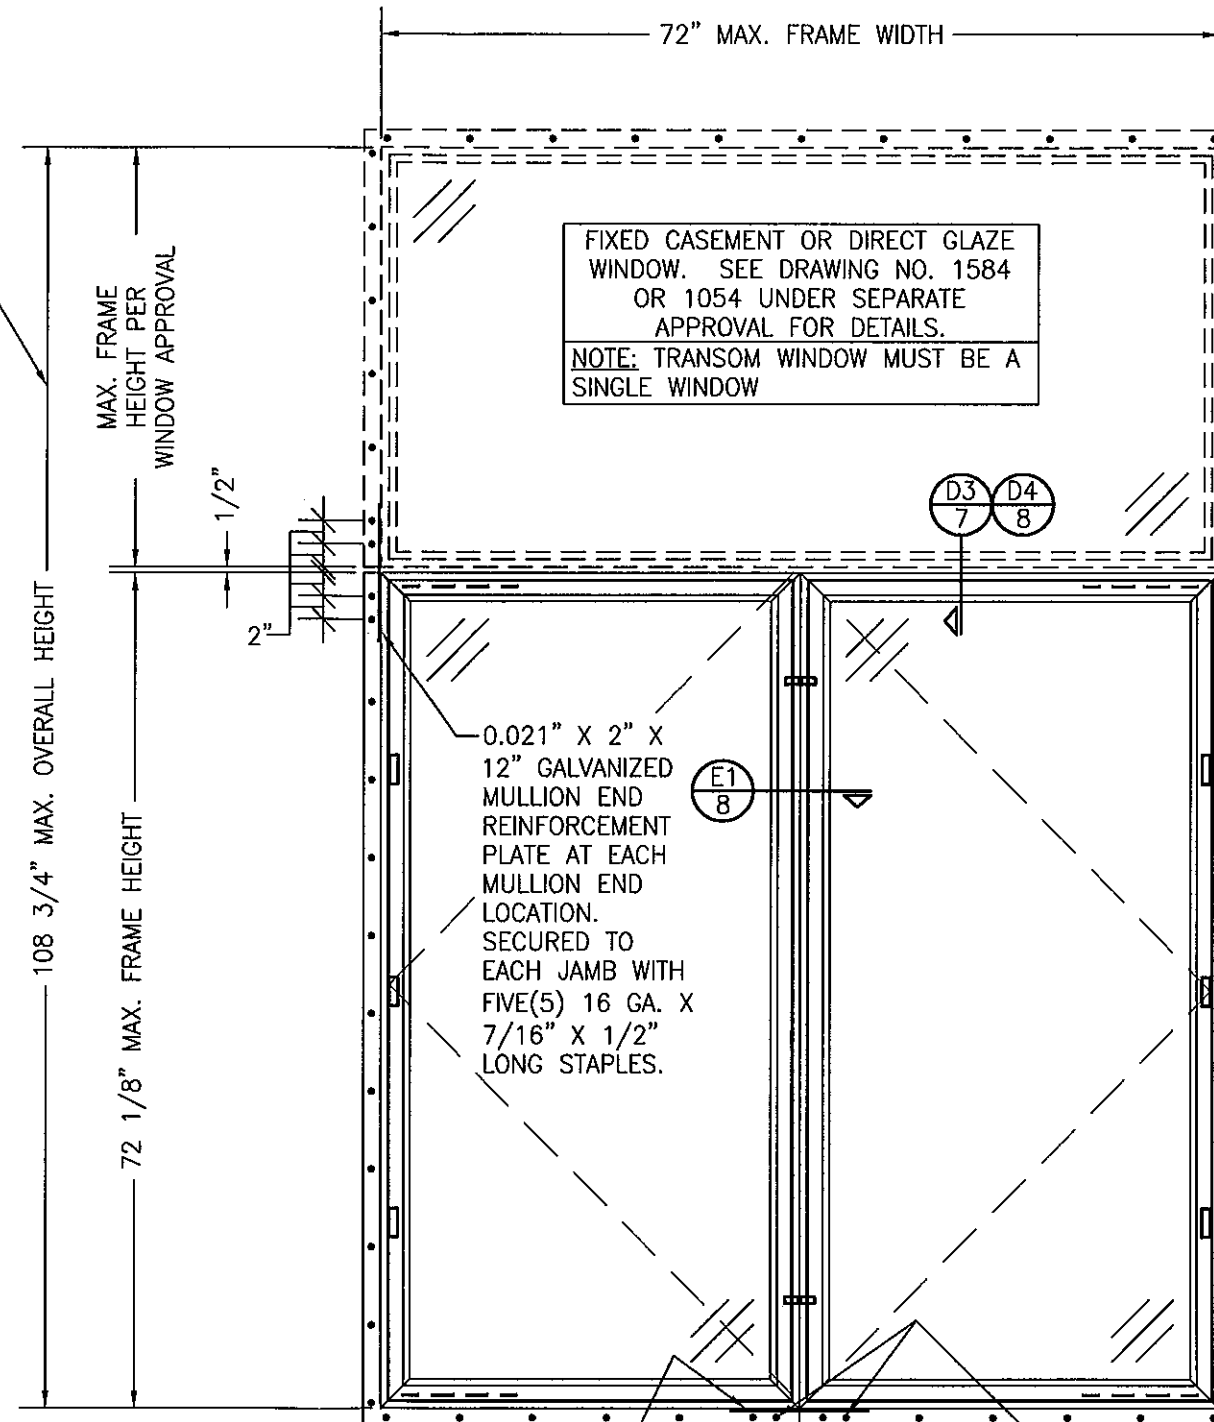 72” MAX. FRAME WIDTH
FIXED CASEMENT OR DIRECT GLAZE
WINDOW. SEE DRAWING NO. 1584
OR 1054 UNDER SEPARATE
APPROVAL FOR DETAILS.
NOTE: TRANSOM WINDOW MUST BE A
SINGLE WINDOW
MAX. FRAME
HEIGHT PER
WINDOW APPROVAL
1/2”
2”
D3
7
D4
8
108 3/4” MAX. OVERALL HEIGHT
72 1/8” MAX. FRAME HEIGHT
0.021” X 2” X
12” GALVANIZED
MULLION END
REINFORCEMENT
PLATE AT EACH
MULLION END
LOCATION.
SECURED TO
EACH JAMB WITH
FIVE(5) 16 GA. X
7/16” X 1/2”
LONG STAPLES.
E1
8